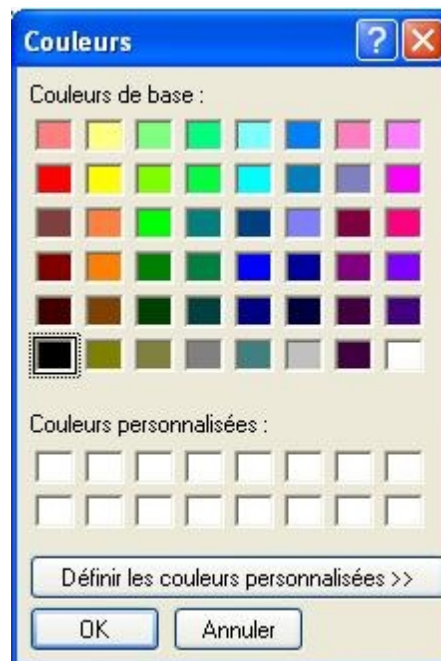 Couleurs
Couleurs de base :
Couleurs personnalisées :
Définir les couleurs personnalisées >>
OK
Annuler